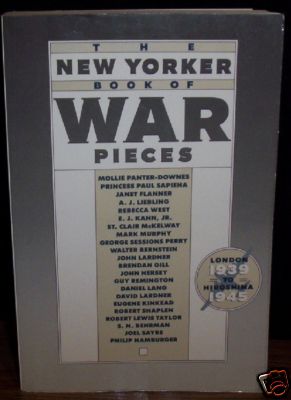 THE
NEW YORKER
BOOK OF
WAR
PIECES
MOLLIE PANTER-DOWNES
PRINCESS PAUL SAPIEHA
JANET FLANNER
A. J. LIEBLING
REBECCA WEST
E. J. KAHN, JR.
ST. CLAIR McKELWAY
MARK MURPHY
GEORGE SESSIONS PERRY
WALTER BERNSTEIN
JOHN LARDNER
BRENDAN GILL
JOHN HERSEY
GUY REMINGTON
DANIEL LANG
DAVID LARDNER
EUGENE KINKEAD
ROBERT SHAPLEN
ROBERT LEWIS TAYLOR
S. N. BEHRMAN
JOEL SAYRE
PHILIP HAMBURGER
LONDON
1939
TO
HIROSHIMA
1945